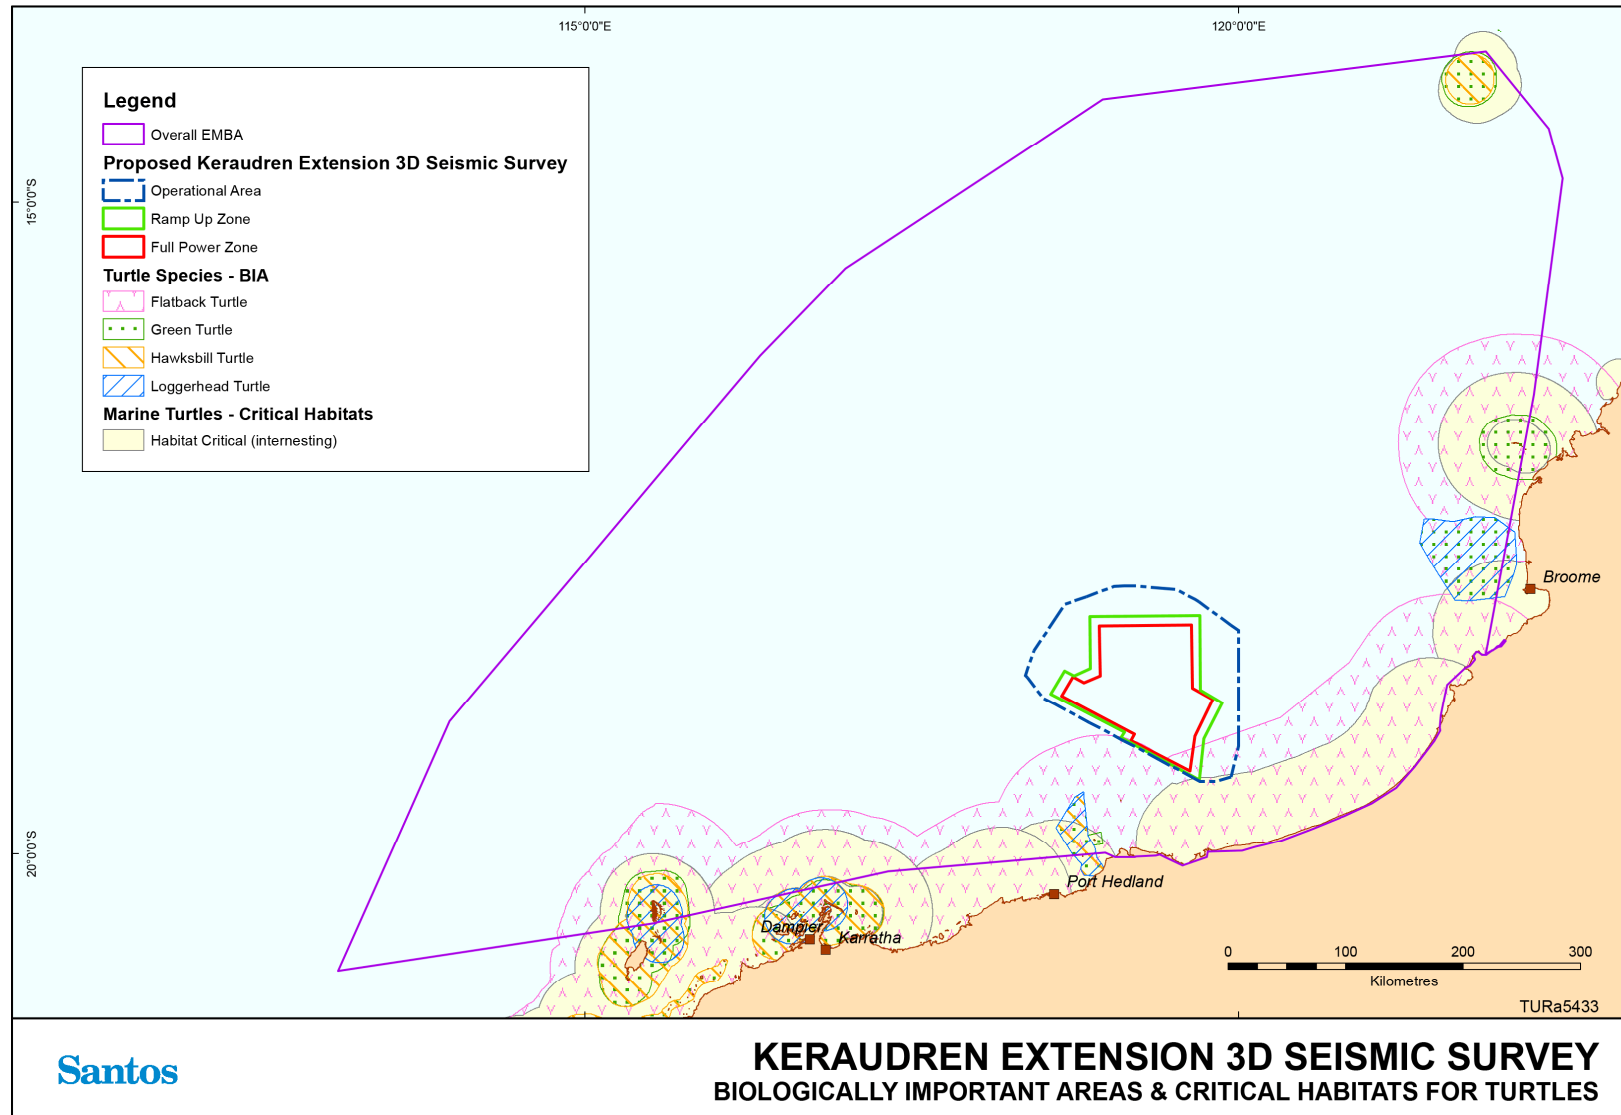 115°0'0"E
120°0'0"E
15°0'0"S
20°0'0"S
Legend
Overall EMBA
Proposed Keraudren Extension 3D Seismic Survey
Operational Area
Ramp Up Zone
Full Power Zone
Turtle Species - BIA
Flatback Turtle
Green Turtle
Hawksbill Turtle
Loggerhead Turtle
Marine Turtles - Critical Habitats
Habitat Critical (internesting)
Broome
Port Hedland
Dampier
Karratha
0 100 200 300
Kilometres
TURa5433
Santos
KERAUDREN EXTENSION 3D SEISMIC SURVEY
BIOLOGICALLY IMPORTANT AREAS & CRITICAL HABITATS FOR TURTLES